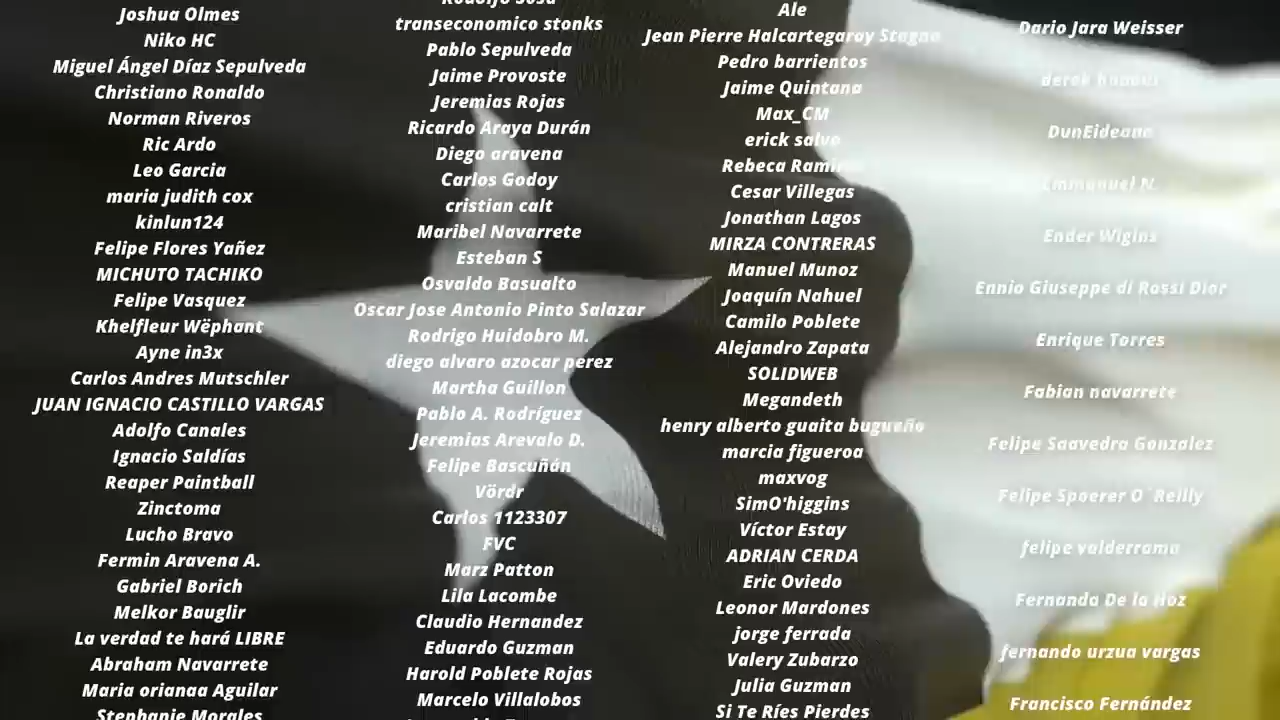 Joshua Olmes
Niko HC
Miguel Ángel Díaz Sepulveda
Christiano Ronaldo
Norman Riveros
Ric Ardo
Leo Garcia
maria judith cox
kinlun124
Felipe Flores Yañez
MICHUTO TACHIKO
Felipe Vasquez
Khelfleur Wëphant
Ayne in3x
Carlos Andres Mutschler
JUAN IGNACIO CASTILLO VARGAS
Adolfo Canales
Ignacio Saldías
Reaper Paintball
Zinctoma
Lucho Bravo
Fermin Aravena A.
Gabriel Borich
Melkor Bauglir
La verdad te hará LIBRE
Abraham Navarrete
Maria orianaa Aguilar
Stephanie Morales
transeconomico stonks
Pablo Sepulveda
Jaime Provoste
Jeremias Rojas
Ricardo Araya Durán
Diego aravena
Carlos Godoy
cristian calt
Maribel Navarrete
Esteban S
Osvaldo Basualto
Oscar Jose Antonio Pinto Salazar
Rodrigo Huidobro M.
diego alvaro azocar perez
Martha Guillon
Pablo A. Rodríguez
Jeremias Arevalo D.
Felipe Bascuñán
Vördr
Carlos 1123307
FVC
Marz Patton
Lila Lacombe
Claudio Hernandez
Eduardo Guzman
Harold Poblete Rojas
Marcelo Villalobos
Ale
Jean Pierre Halcartegaray Stagno
Pedro barrientos
Jaime Quintana
Max_CM
erick salvo
Rebeca Ramirez
Cesar Villegas
Jonathan Lagos
MIRZA CONTRERAS
Manuel Munoz
Joaquín Nahuel
Camilo Poblete
Alejandro Zapata
SOLIDWEB
Megandeth
henry alberto guaita bugueño
marcia figueroa
maxvog
SimO'higgins
Víctor Estay
ADRIAN CERDA
Eric Oviedo
Leonor Mardones
jorge ferrada
Valery Zubarzo
Julia Guzman
Si Te Ríes Pierdes
Dario Jara Weisser
derek
DvnEideann
Emmanuel N.
Ender Wigins
Ennio Giuseppe di Rossi Dior
Enrique Torres
Fabian navarrete
Felipe Saavedra Gonzalez
Felipe Spoerer O´Reilly
felipe valderrama
Fernanda De la Hoz
fernando urzua vargas
Francisco Fernández